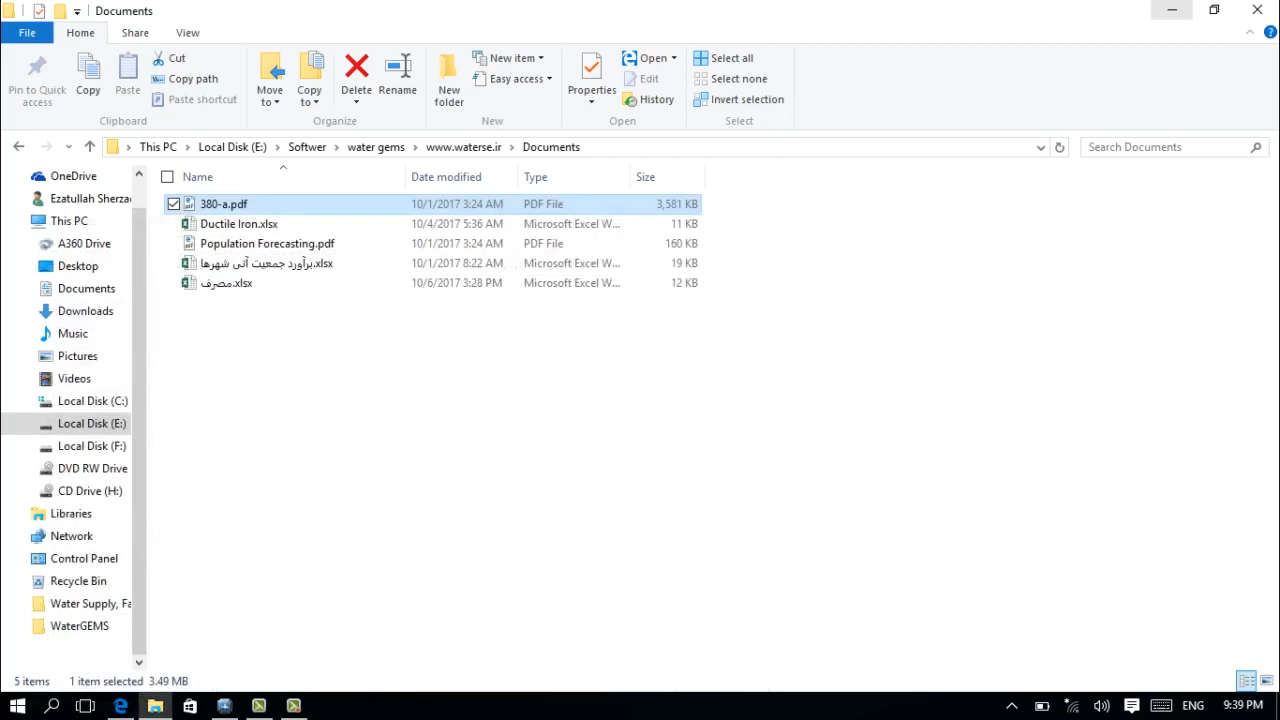 Documents
File Home Share View
Pin to Quick access
Copy
Paste
Cut
Copy path
Paste shortcut
Clipboard
Move to
Copy to
Delete
Rename
Organize
New folder
New item
Easy access
New
Properties
Open
Edit
History
Open
Select all
Select none
Invert selection
Select
This PC > Local Disk (E:) > Softwer > water gems > www.waterse.ir > Documents
Search Documents
OneDrive
Ezatullah Sherza
This PC
A360 Drive
Desktop
Documents
Downloads
Music
Pictures
Videos
Local Disk (C:)
Local Disk (E:)
Local Disk (F:)
DVD RW Drive
CD Drive (H:)
Libraries
Network
Control Panel
Recycle Bin
Water Supply, Fa
WaterGEMS
Name Date modified Type Size
380-a.pdf 10/1/2017 3:24 AM PDF File 3,581 KB
Ductile Iron.xlsx 10/4/2017 5:36 AM Microsoft Excel W... 11 KB
Population Forecasting.pdf 10/1/2017 3:24 AM PDF File 160 KB
برآورد جمعیت آتی شهرها.xlsx 10/1/2017 8:22 AM Microsoft Excel W... 19 KB
مصرف.xlsx 10/6/2017 3:28 PM Microsoft Excel W... 12 KB
5 items 1 item selected 3.49 MB
ENG 9:39 PM